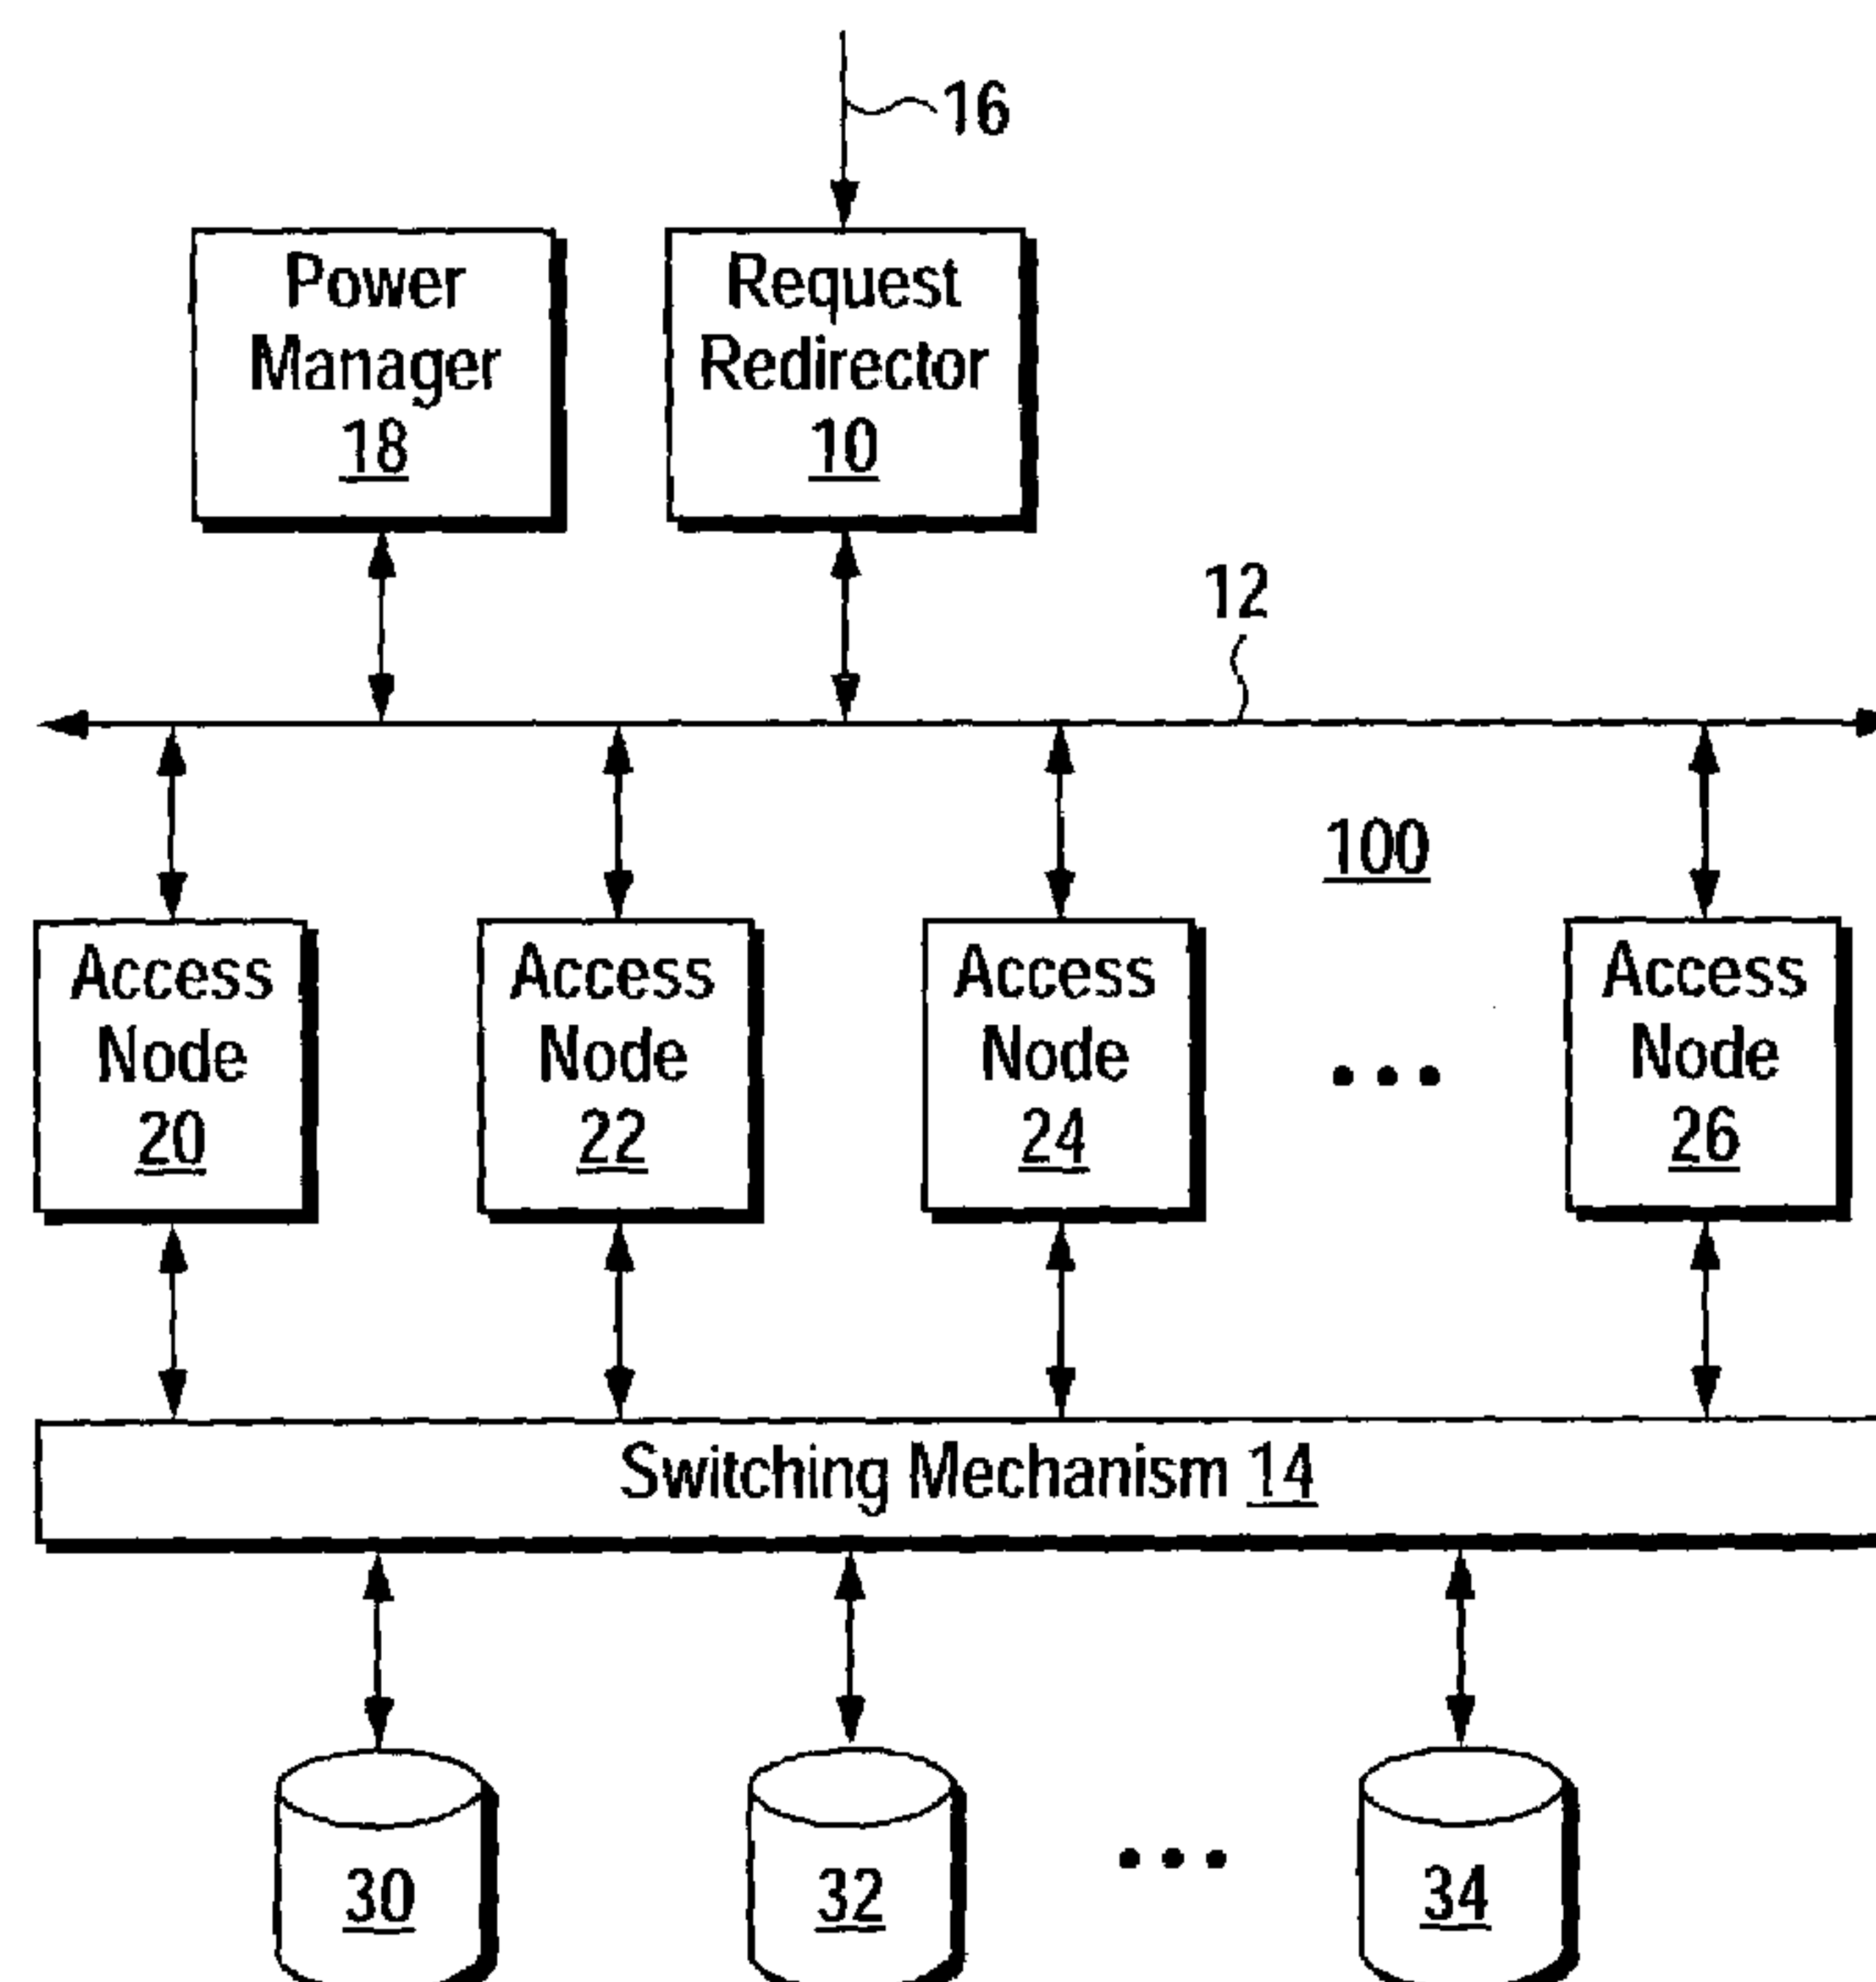 16
Power
Manager
18
Request
Redirector
10
12
100
Access
Node
20
Access
Node
22
Access
Node
24
Access
Node
26
Switching Mechanism 14
30
32
34